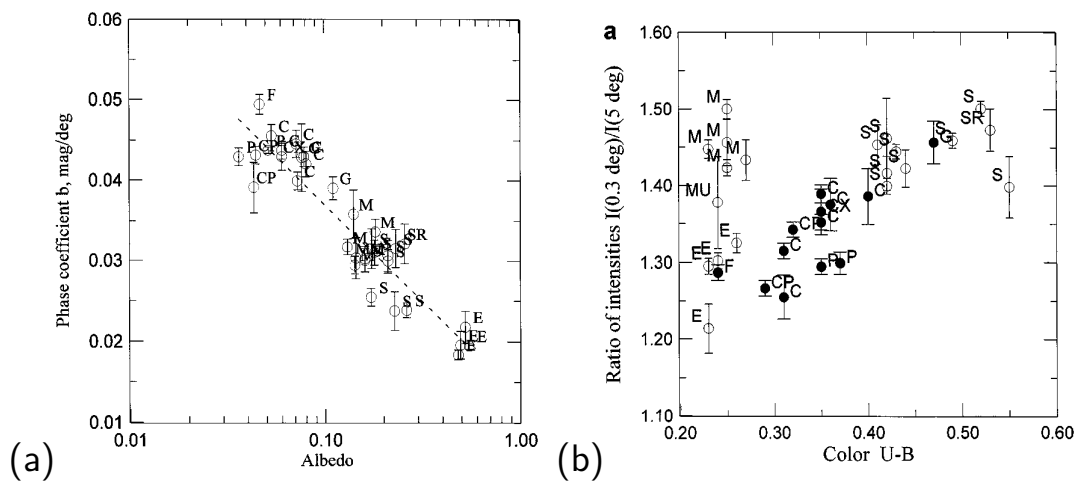 0.06
0.05
0.04
0.03
0.02
0.01
0.01
0.10
1.00
Phase coefficient b, mag/deg
Albedo
F
C
C
P
C
P
G
X
C
G
C
C
CP
G
M
M
M
SR
S
S
S
S
S S
E
E
E
E
(a)
a
1.60
1.50
1.40
1.30
1.20
1.10
0.20
0.30
0.40
0.50
0.60
Ratio of intensities I(0.3 deg)/I(5 deg)
Color U-B
M
M
M
M
M
MU
E
E
E
F
E
C
C
CX
C
CP
C
P
P
CP
C
C
S
S
S
S
S
G
S
S
SR
S
(b)